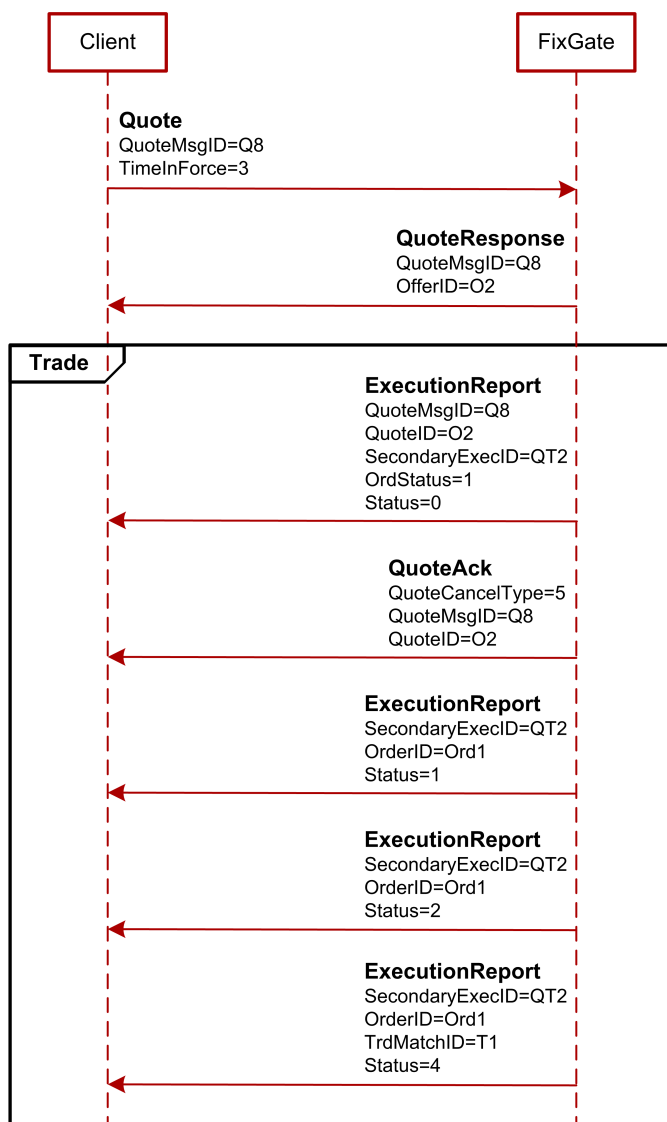 Client
FixGate
Quote
QuoteMsgID=Q8
TimeInForce=3
QuoteResponse
QuoteMsgID=Q8
OfferID=O2
Trade
ExecutionReport
QuoteMsgID=Q8
QuoteID=O2
SecondaryExecID=QT2
OrdStatus=1
Status=0
QuoteAck
QuoteCancelType=5
QuoteMsgID=Q8
QuoteID=O2
ExecutionReport
SecondaryExecID=QT2
OrderID=Ord1
Status=1
ExecutionReport
SecondaryExecID=QT2
OrderID=Ord1
Status=2
ExecutionReport
SecondaryExecID=QT2
OrderID=Ord1
TrdMatchID=T1
Status=4